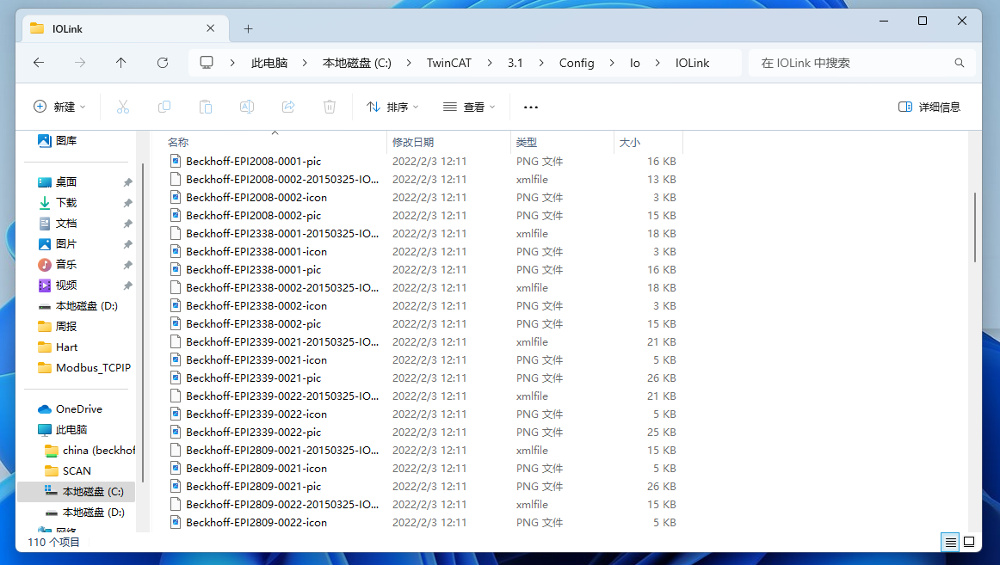 IOLink
此电脑 本地磁盘 (C:) TwinCAT 3.1 Config Io IOLink
在 IOLink 中搜索
新建 排序 查看 详细信息
图库
桌面
下载
文档
图片
音乐
视频
本地磁盘 (D:)
周报
Hart
Modbus_TCPIP
OneDrive
此电脑
china (beckhof
SCAN
本地磁盘 (C:)
本地磁盘 (D:)
网络
名称 修改日期 类型 大小
Beckhoff-EPI2008-0001-pic 2022/2/3 12:11 PNG 文件 16 KB
Beckhoff-EPI2008-0002-20150325-IO... 2022/2/3 12:11 xmlfile 13 KB
Beckhoff-EPI2008-0002-icon 2022/2/3 12:11 PNG 文件 3 KB
Beckhoff-EPI2008-0002-pic 2022/2/3 12:11 PNG 文件 15 KB
Beckhoff-EPI2338-0001-20150325-IO... 2022/2/3 12:11 xmlfile 18 KB
Beckhoff-EPI2338-0001-icon 2022/2/3 12:11 PNG 文件 3 KB
Beckhoff-EPI2338-0001-pic 2022/2/3 12:11 PNG 文件 16 KB
Beckhoff-EPI2338-0002-20150325-IO... 2022/2/3 12:11 xmlfile 18 KB
Beckhoff-EPI2338-0002-icon 2022/2/3 12:11 PNG 文件 3 KB
Beckhoff-EPI2338-0002-pic 2022/2/3 12:11 PNG 文件 15 KB
Beckhoff-EPI2339-0021-20150325-IO... 2022/2/3 12:11 xmlfile 21 KB
Beckhoff-EPI2339-0021-icon 2022/2/3 12:11 PNG 文件 5 KB
Beckhoff-EPI2339-0021-pic 2022/2/3 12:11 PNG 文件 26 KB
Beckhoff-EPI2339-0022-20150325-IO... 2022/2/3 12:11 xmlfile 21 KB
Beckhoff-EPI2339-0022-icon 2022/2/3 12:11 PNG 文件 5 KB
Beckhoff-EPI2339-0022-pic 2022/2/3 12:11 PNG 文件 25 KB
Beckhoff-EPI2809-0021-20150325-IO... 2022/2/3 12:11 xmlfile 15 KB
Beckhoff-EPI2809-0021-icon 2022/2/3 12:11 PNG 文件 5 KB
Beckhoff-EPI2809-0021-pic 2022/2/3 12:11 PNG 文件 26 KB
Beckhoff-EPI2809-0022-20150325-IO... 2022/2/3 12:11 xmlfile 15 KB
Beckhoff-EPI2809-0022-icon 2022/2/3 12:11 PNG 文件 5 KB
110 个项目